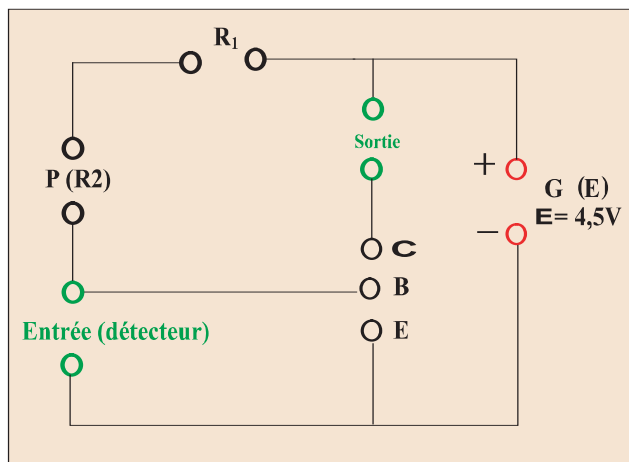 R1
Sortie
P (R2)
+
G (E)
E= 4,5V
−
C
B
Entrée (détecteur)
E